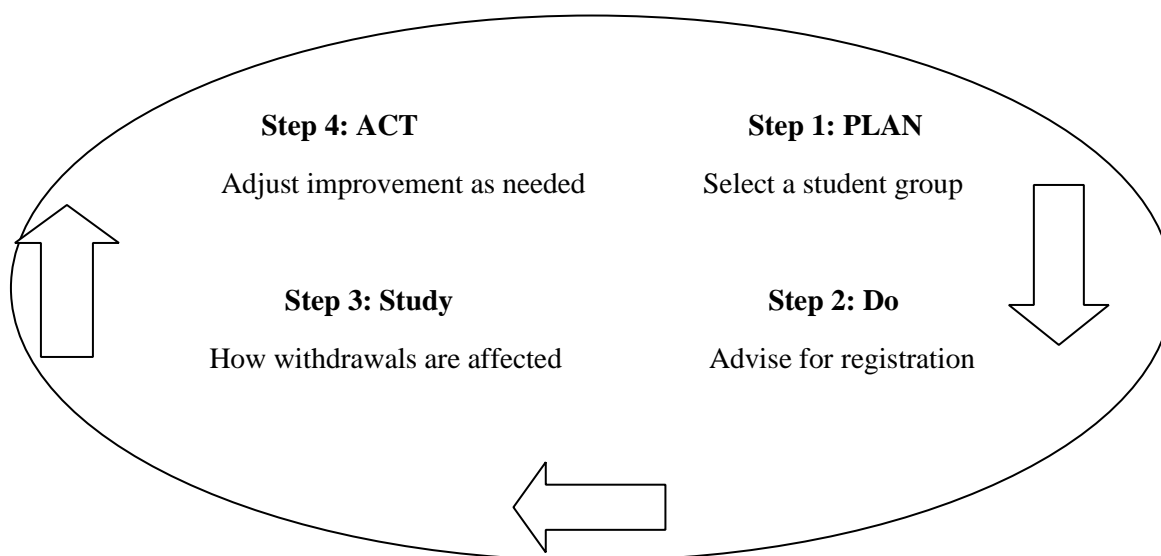 Step 4: ACT
Adjust improvement as needed
Step 1: PLAN
Select a student group
Step 3: Study
How withdrawals are affected
Step 2: Do
Advise for registration